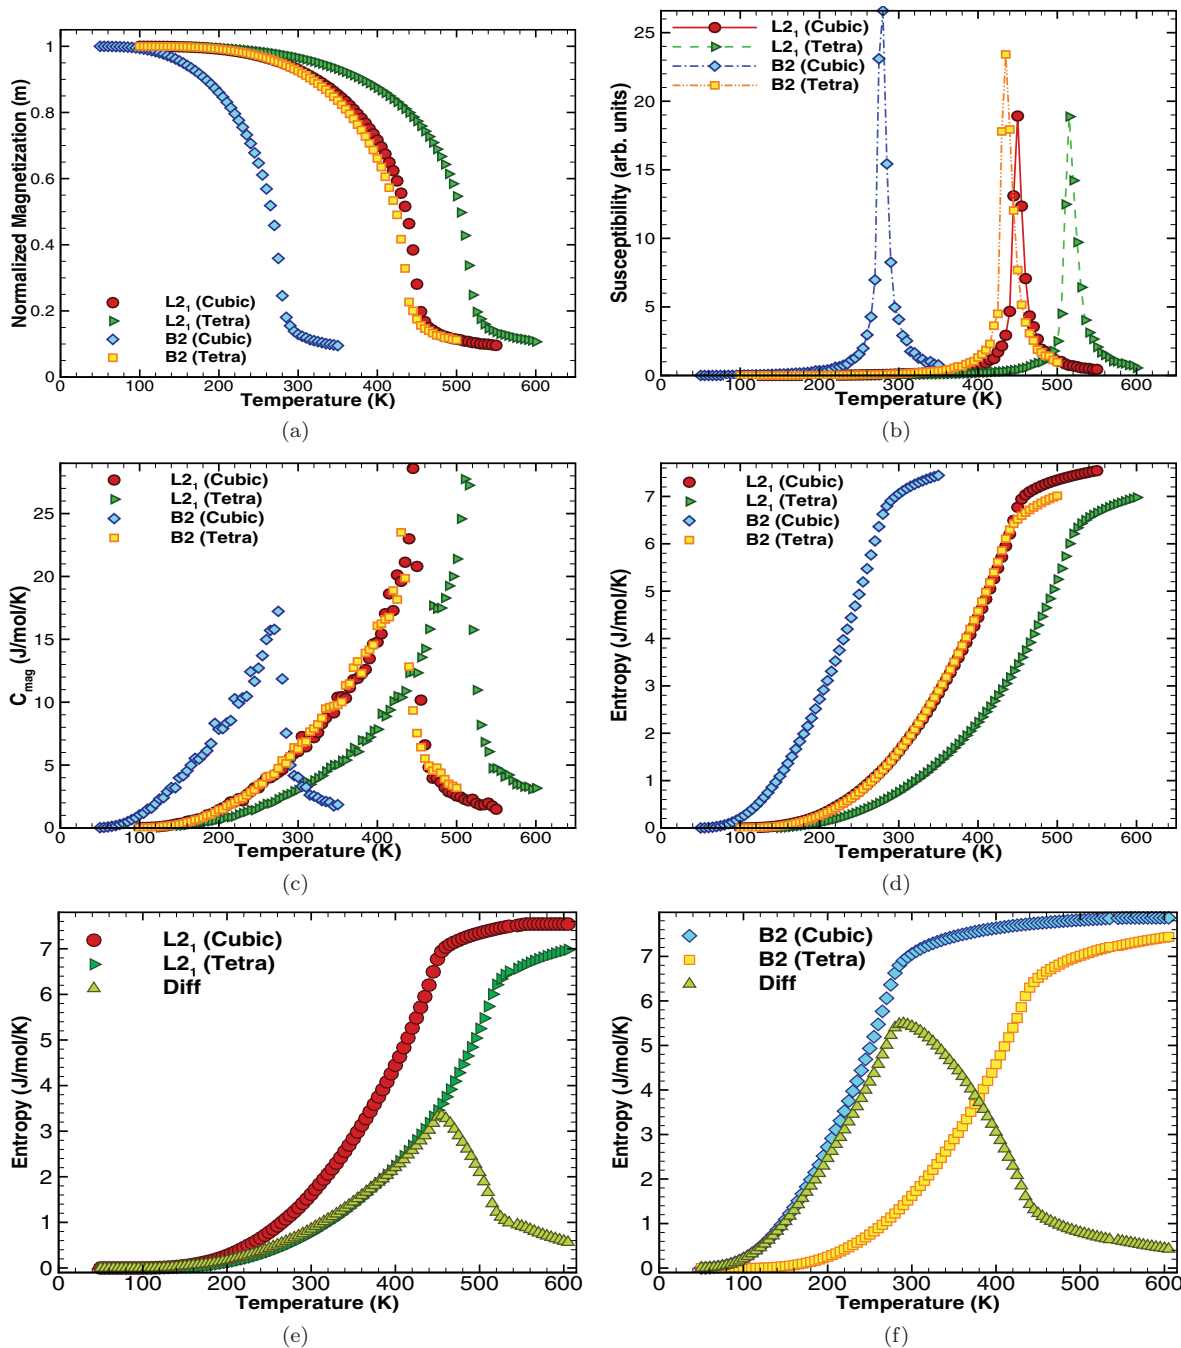 Normalized Magnetization (m)
1
0.8
0.6
0.4
0.2
0
L2₁ (Cubic)
L2₁ (Tetra)
B2 (Cubic)
B2 (Tetra)
0 100 200 300 400 500 600
Temperature (K)
(a)
Susceptibility (arb. units)
25
20
15
10
5
0
L2₁ (Cubic)
L2₁ (Tetra)
B2 (Cubic)
B2 (Tetra)
0 100 200 300 400 500 600
Temperature (K)
(b)
C_mag (J/mol/K)
25
20
15
10
5
0
L2₁ (Cubic)
L2₁ (Tetra)
B2 (Cubic)
B2 (Tetra)
0 100 200 300 400 500 600
Temperature (K)
(c)
Entropy (J/mol/K)
7
6
5
4
3
2
1
0
L2₁ (Cubic)
L2₁ (Tetra)
B2 (Cubic)
B2 (Tetra)
0 100 200 300 400 500 600
Temperature (K)
(d)
Entropy (J/mol/K)
7
6
5
4
3
2
1
0
L2₁ (Cubic)
L2₁ (Tetra)
Diff
0 100 200 300 400 500 600
Temperature (K)
(e)
Entropy (J/mol/K)
7
6
5
4
3
2
1
0
B2 (Cubic)
B2 (Tetra)
Diff
0 100 200 300 400 500 600
Temperature (K)
(f)